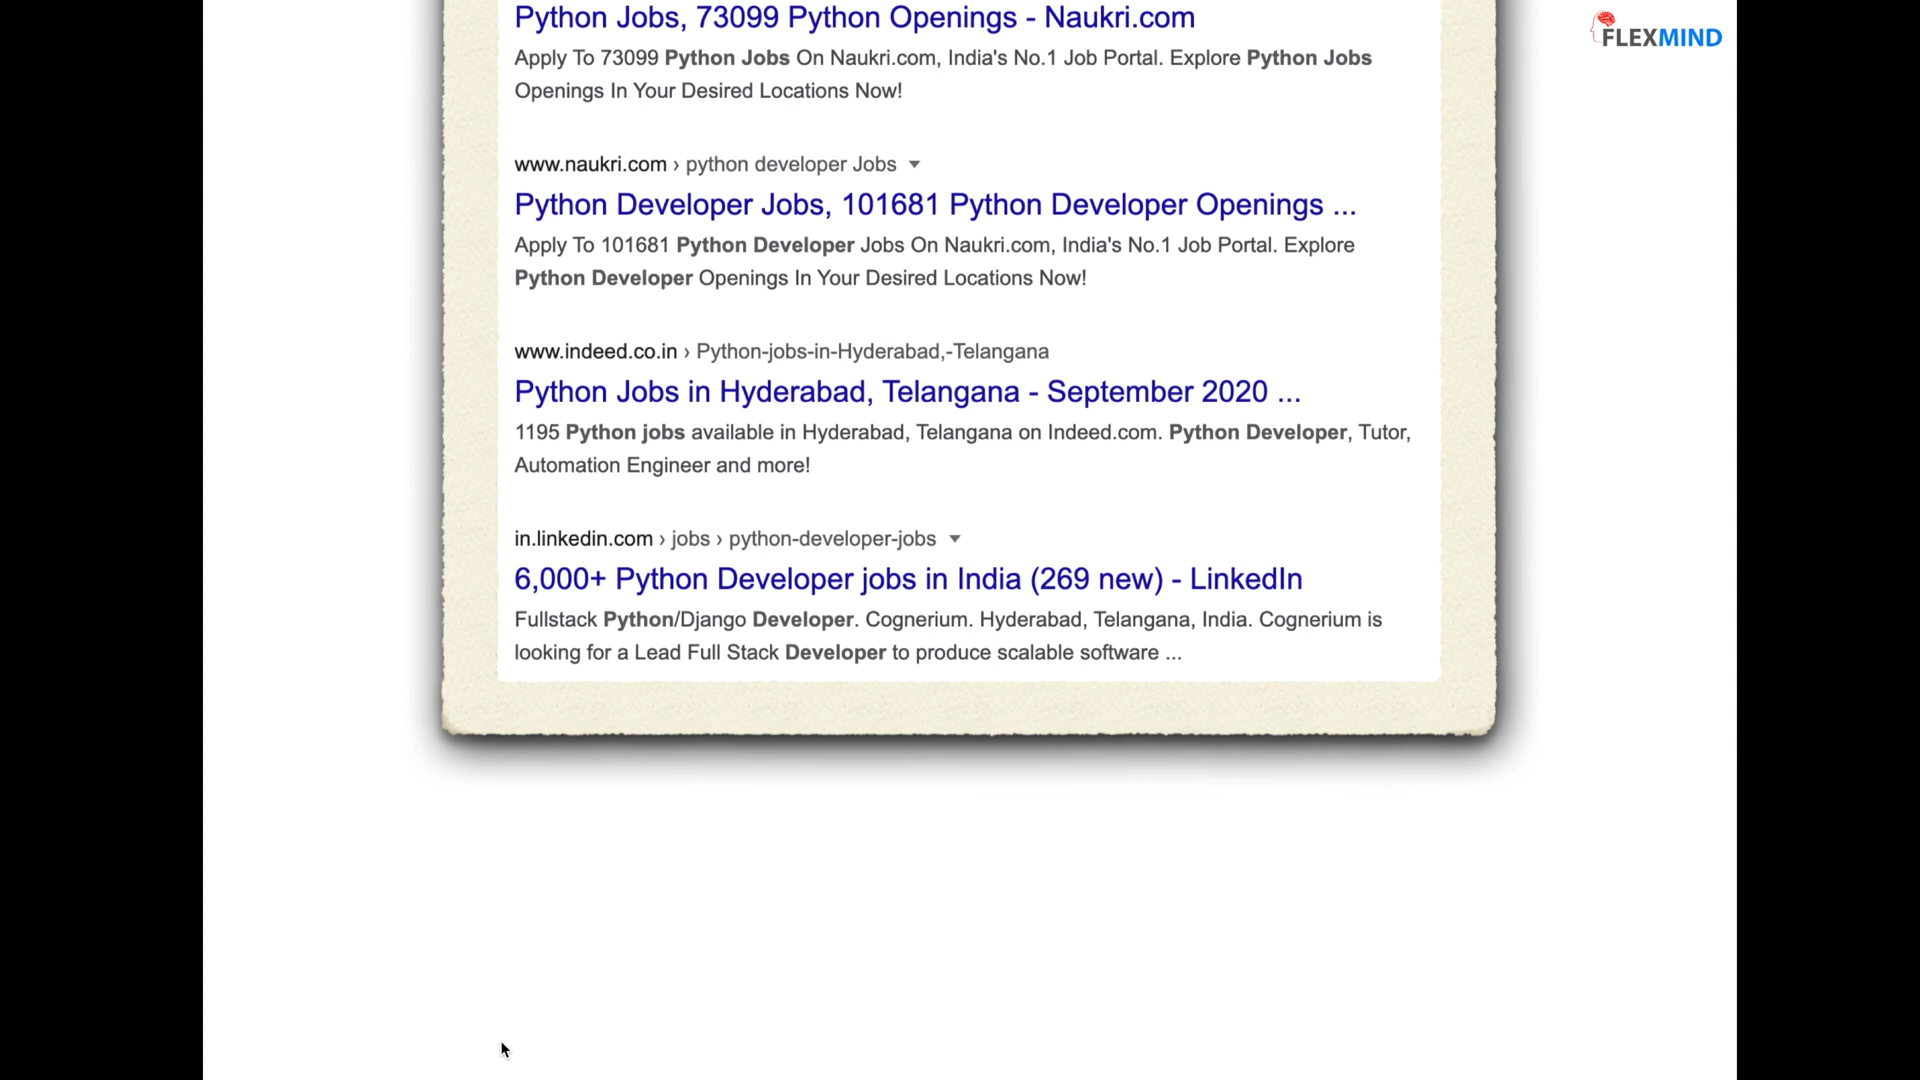 FLEXMIND
Python Jobs, 73099 Python Openings - Naukri.com
Apply To 73099 Python Jobs On Naukri.com, India's No.1 Job Portal. Explore Python Jobs
Openings In Your Desired Locations Now!
www.naukri.com › python developer Jobs
Python Developer Jobs, 101681 Python Developer Openings ...
Apply To 101681 Python Developer Jobs On Naukri.com, India's No.1 Job Portal. Explore
Python Developer Openings In Your Desired Locations Now!
www.indeed.co.in › Python-jobs-in-Hyderabad,-Telangana
Python Jobs in Hyderabad, Telangana - September 2020 ...
1195 Python jobs available in Hyderabad, Telangana on Indeed.com. Python Developer, Tutor,
Automation Engineer and more!
in.linkedin.com › jobs › python-developer-jobs
6,000+ Python Developer jobs in India (269 new) - LinkedIn
Fullstack Python/Django Developer. Cognerium. Hyderabad, Telangana, India. Cognerium is
looking for a Lead Full Stack Developer to produce scalable software ...